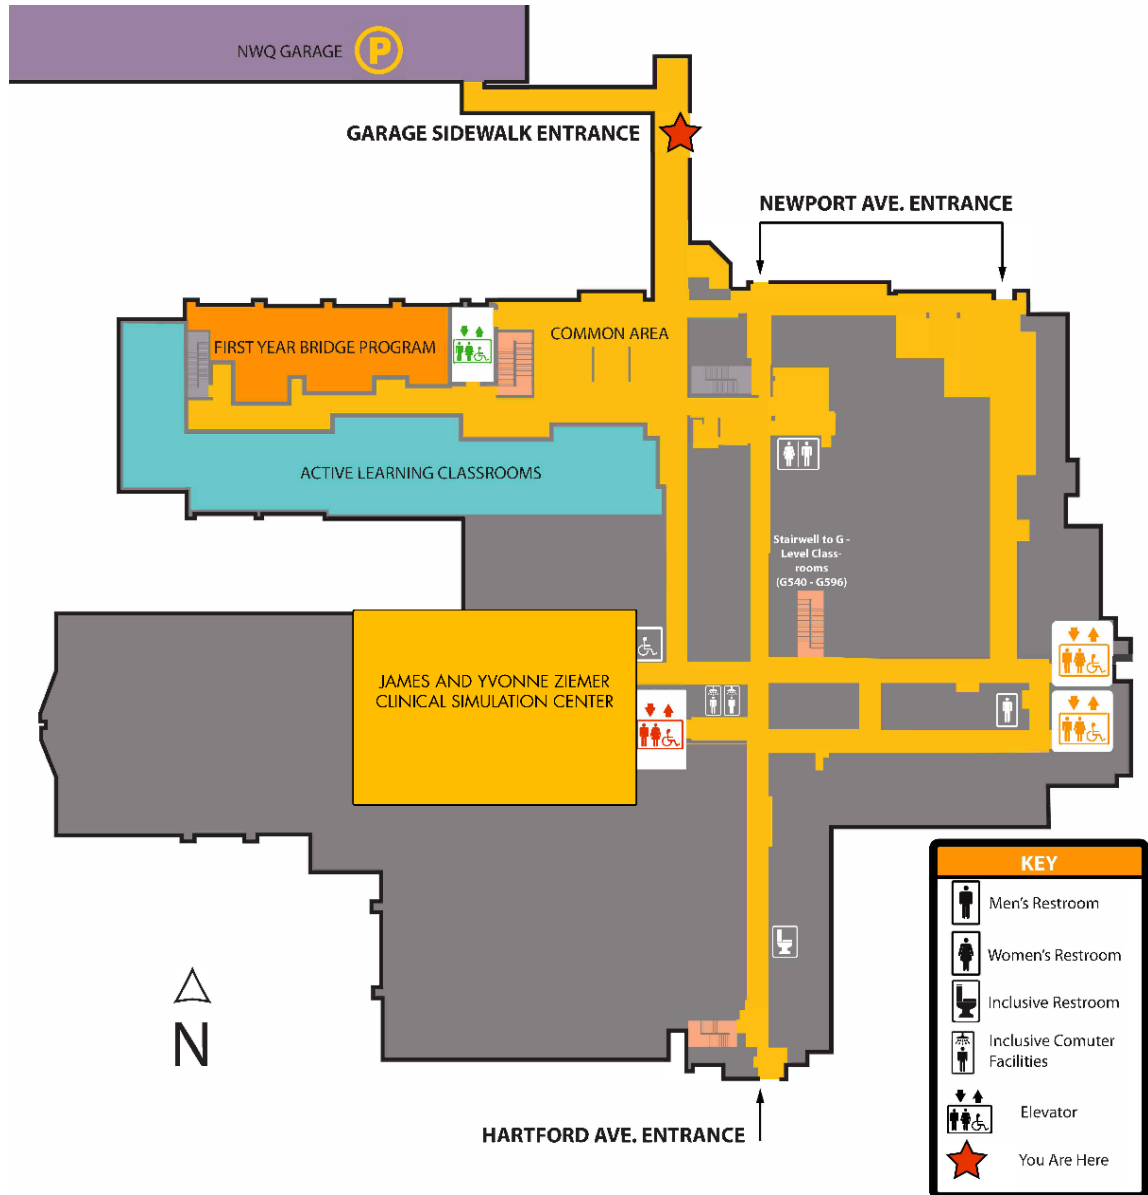 NWQ GARAGE
P
GARAGE SIDEWALK ENTRANCE
NEWPORT AVE. ENTRANCE
COMMON AREA
FIRST YEAR BRIDGE PROGRAM
ACTIVE LEARNING CLASSROOMS
Stairwell to G -
Level Class-
rooms
(G540 - G596)
JAMES AND YVONNE ZIEMER
CLINICAL SIMULATION CENTER
N
HARTFORD AVE. ENTRANCE
KEY
Men's Restroom
Women's Restroom
Inclusive Restroom
Inclusive Comuter
Facilities
Elevator
You Are Here